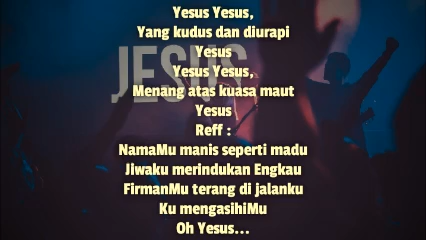 Yesus Yesus,
Yang kudus dan diurapi
Yesus
JESUS
Yesus Yesus,
Menang atas kuasa maut
Yesus
Reff :
NamaMu manis seperti madu
Jiwaku merindukan Engkau
FirmanMu terang di jalanku
Ku mengasihiMu
Oh Yesus...